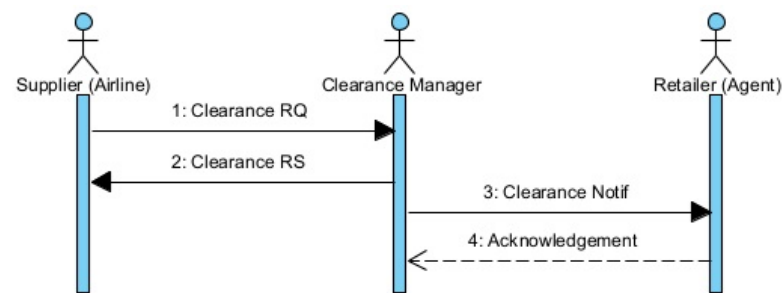 Supplier (Airline)
Clearance Manager
Retailer (Agent)
1: Clearance RQ
2: Clearance RS
3: Clearance Notif
4: Acknowledgement